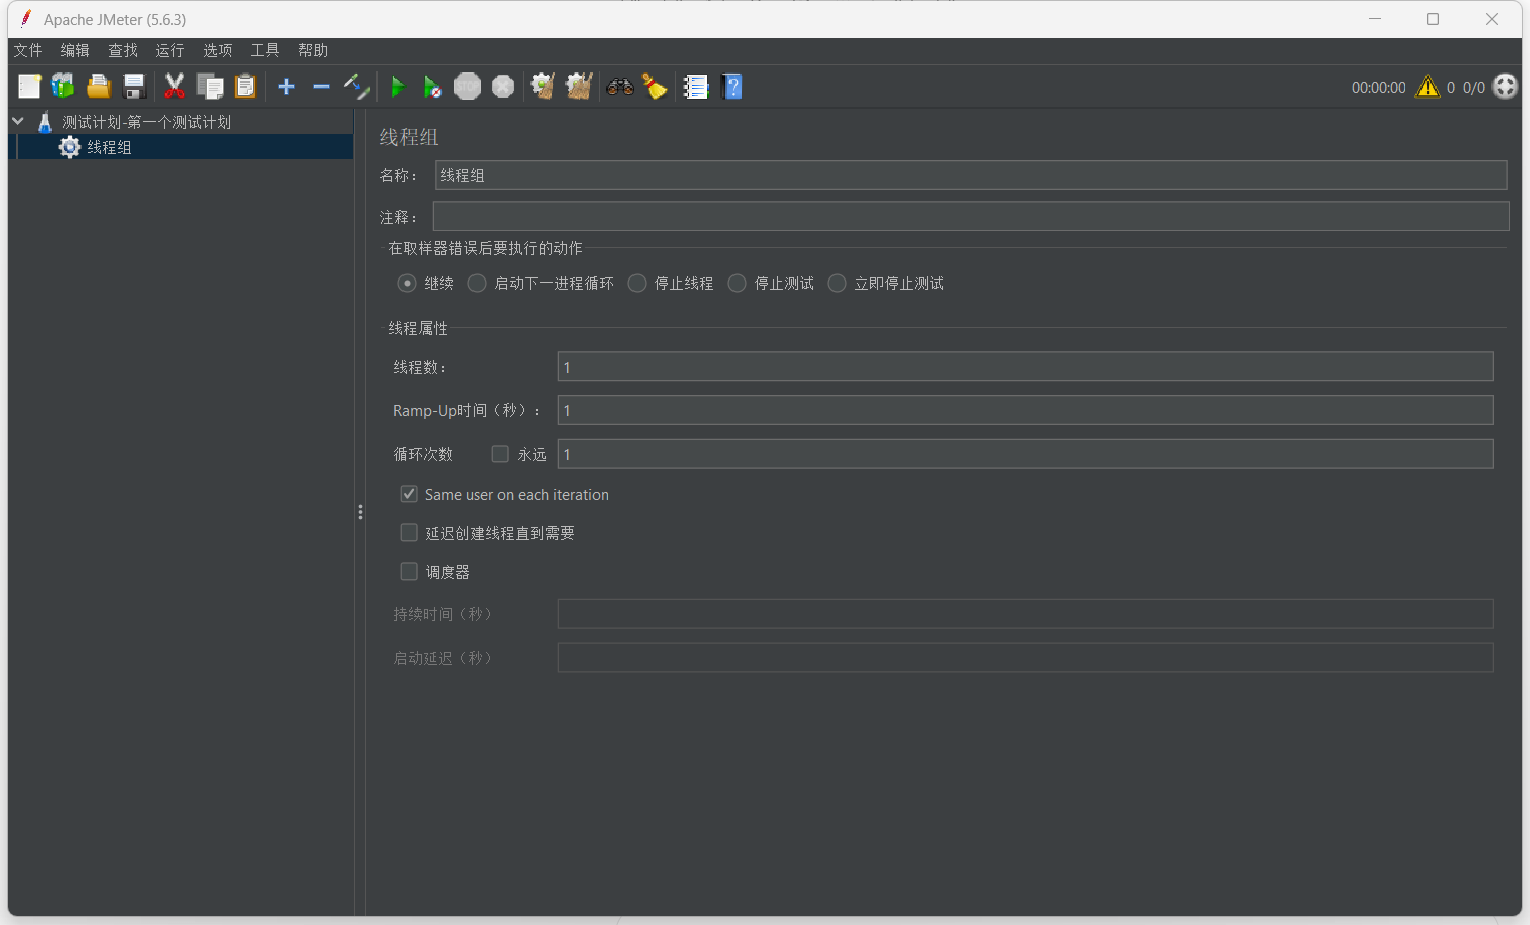 Apache JMeter (5.6.3)
文件 编辑 查找 运行 选项 工具 帮助
STOP 00:00:00 0 0/0
测试计划-第一个测试计划
线程组
线程组
名称： 线程组
注释：
在取样器错误后要执行的动作
继续 启动下一进程循环 停止线程 停止测试 立即停止测试
线程属性
线程数： 1
Ramp-Up时间（秒）： 1
循环次数 永远 1
Same user on each iteration
延迟创建线程直到需要
调度器
持续时间（秒）
启动延迟（秒）